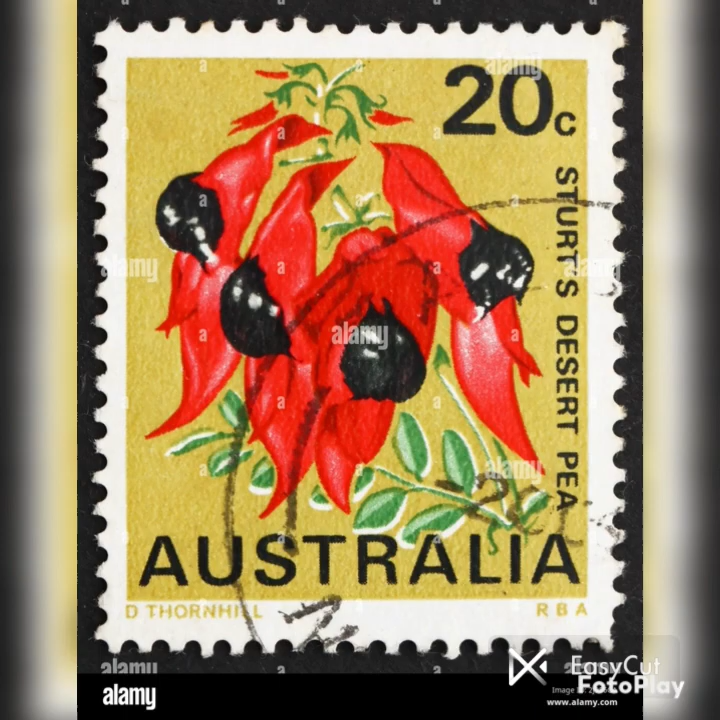 20c
STURT'S DESERT PEA
AUSTRALIA
D THORNHILL
RBA
alamy
EasyCut
FotoPlay
www.alamy.com